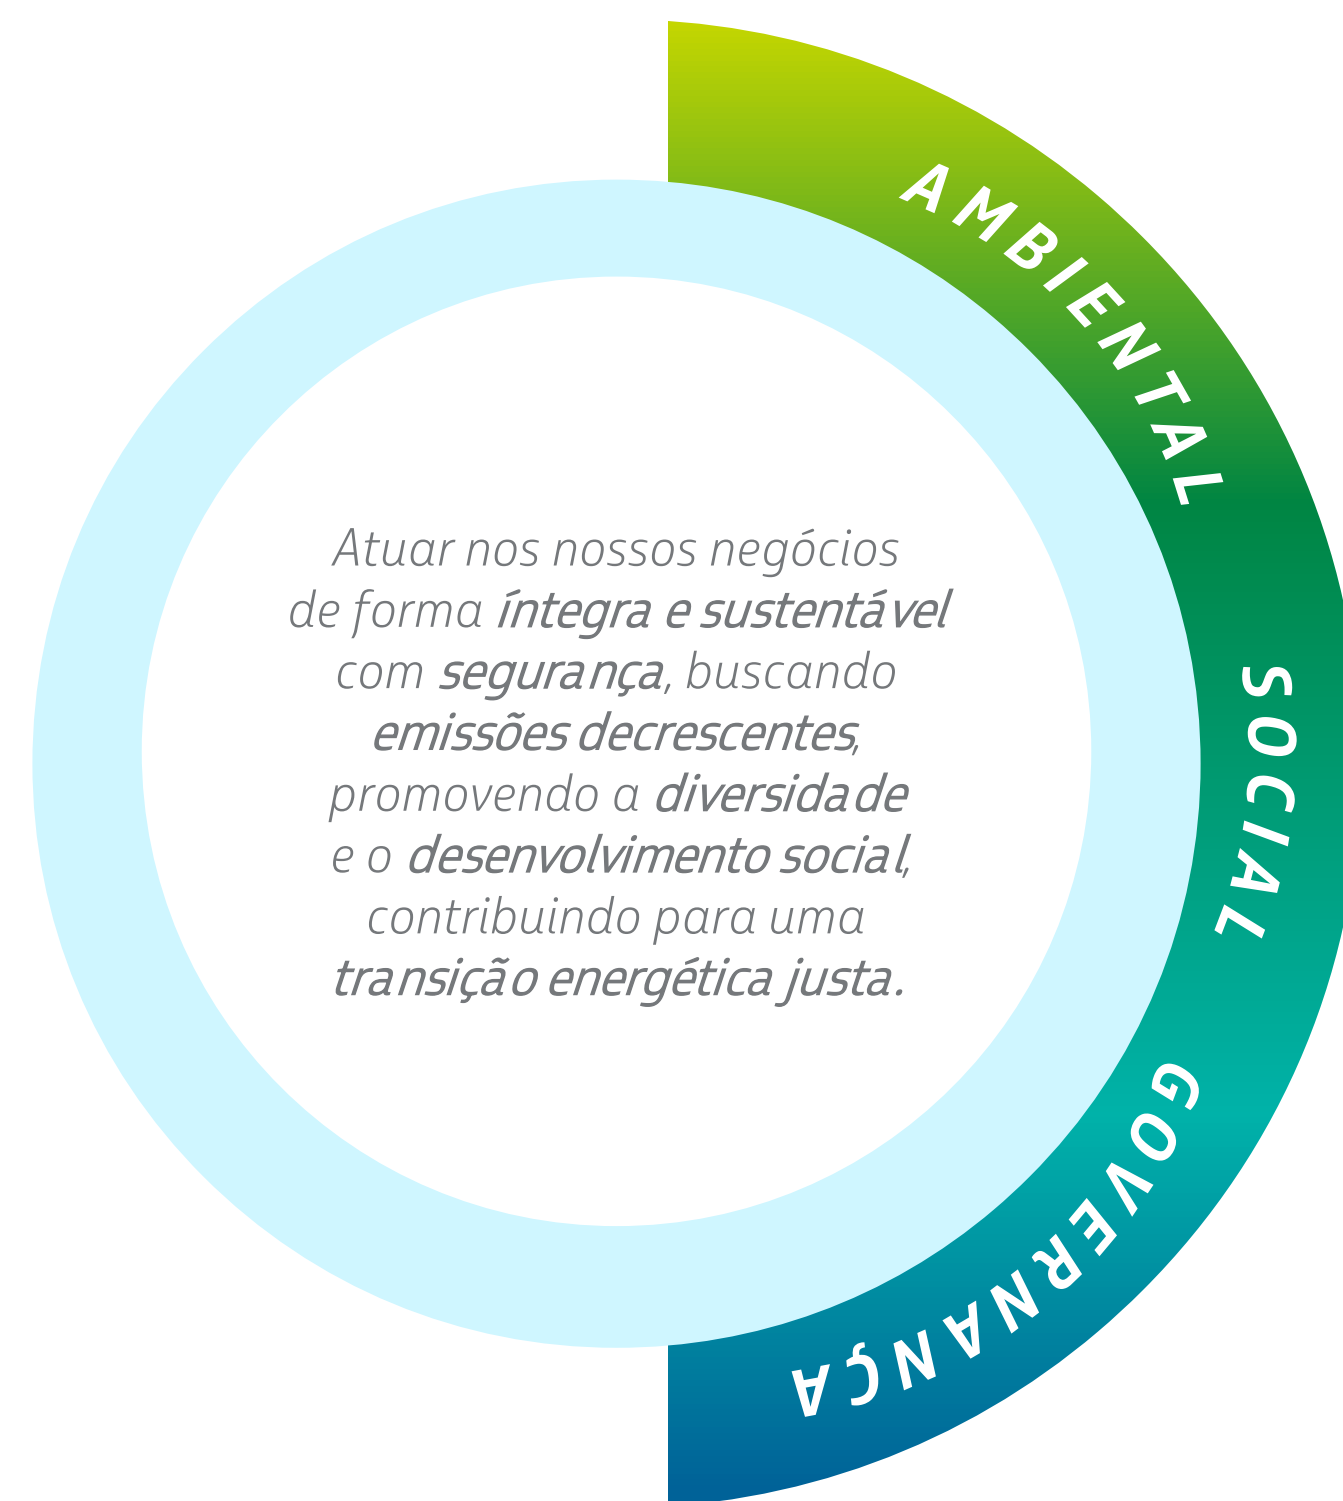 AMBIENTAL
SOCIAL
GOVERNANÇA
Atuar nos nossos negócios
de forma íntegra e sustentável
com segurança, buscando
emissões decrescentes,
promovendo a diversidade
e o desenvolvimento social,
contribuindo para uma
transição energética justa.